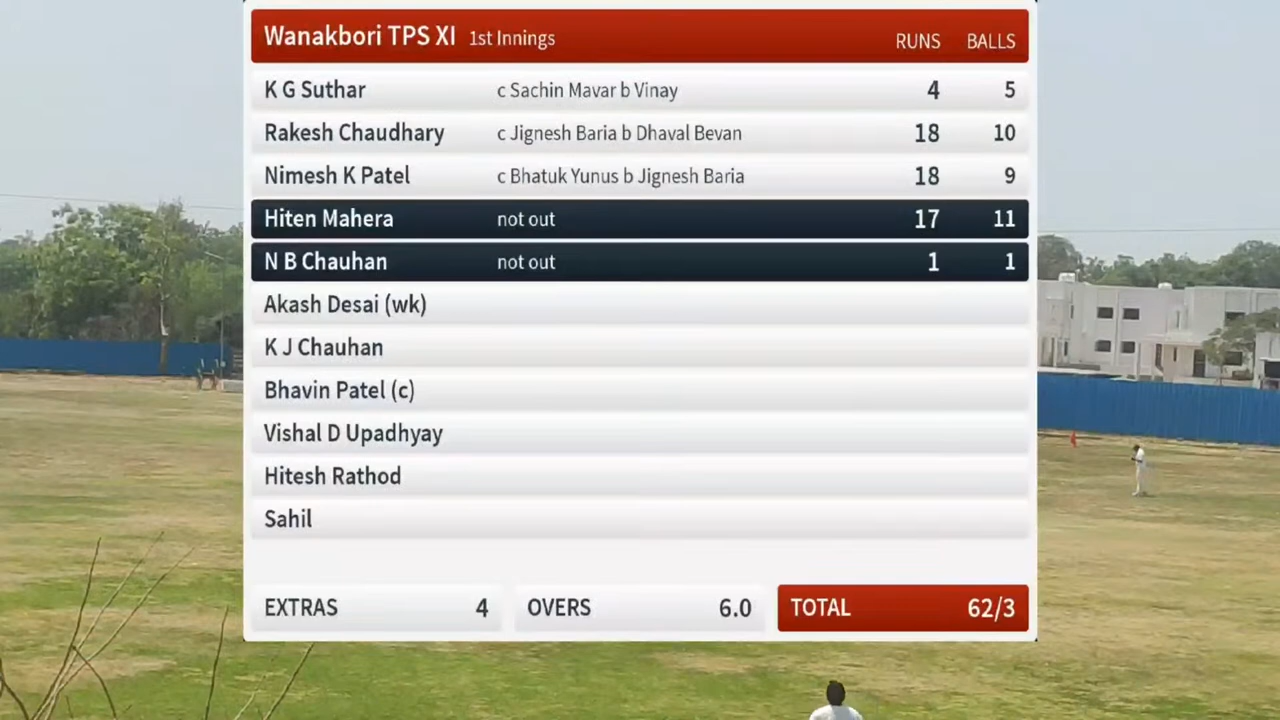 Wanakbori TPS XI 1st Innings RUNS BALLS
K G Suthar c Sachin Mavar b Vinay 4 5
Rakesh Chaudhary c Jignesh Baria b Dhaval Bevan 18 10
Nimesh K Patel c Bhatuk Yunus b Jignesh Baria 18 9
Hiten Mahera not out 17 11
N B Chauhan not out 1 1
Akash Desai (wk)
K J Chauhan
Bhavin Patel (c)
Vishal D Upadhyay
Hitesh Rathod
Sahil
EXTRAS 4 OVERS 6.0 TOTAL 62/3